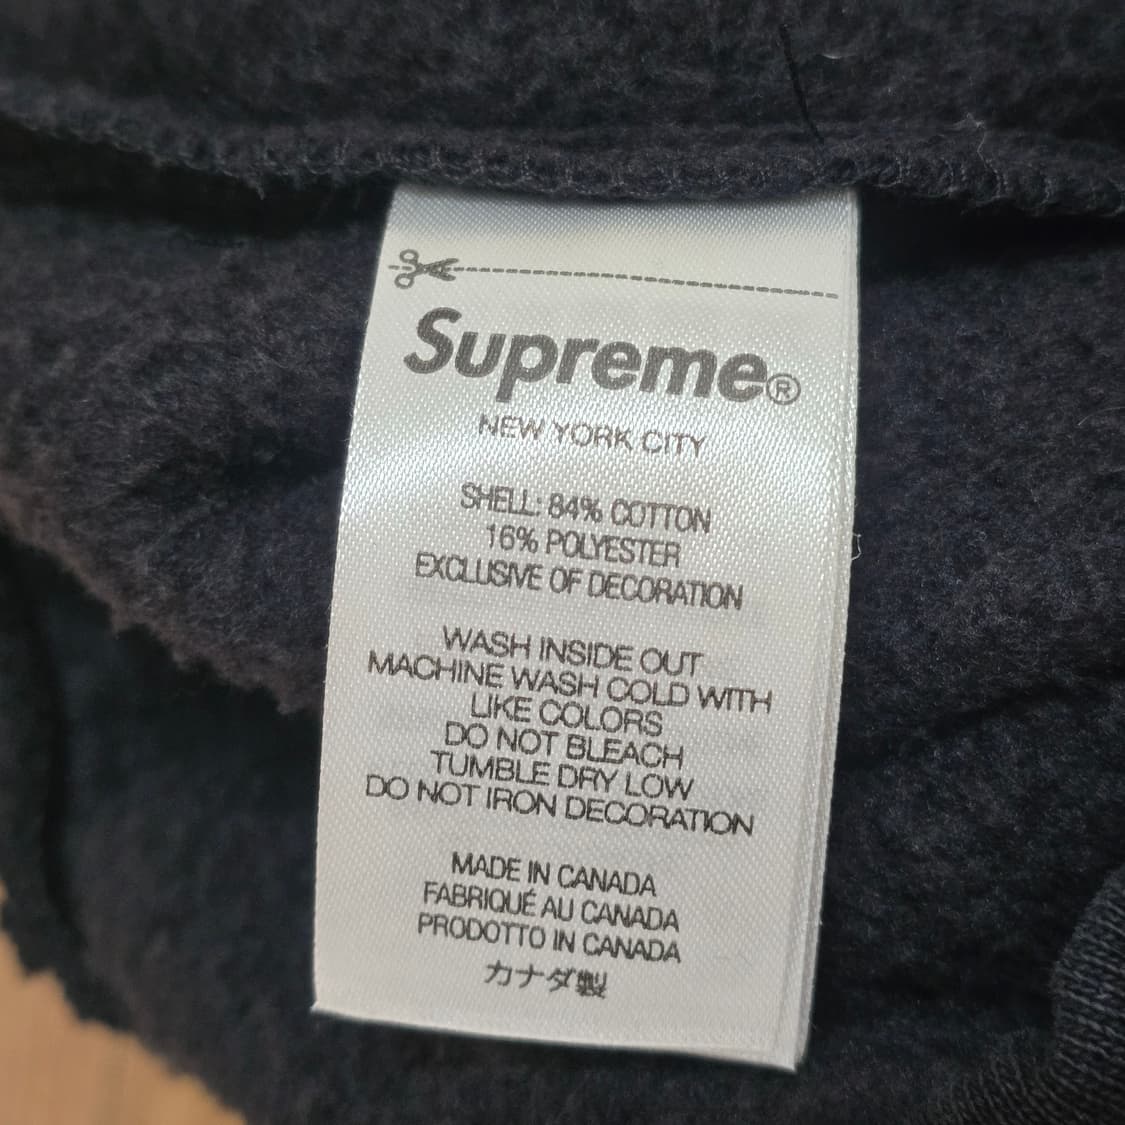 Supreme®
NEW YORK CITY
SHELL: 84% COTTON
16% POLYESTER
EXCLUSIVE OF DECORATION
WASH INSIDE OUT
MACHINE WASH COLD WITH
LIKE COLORS
DO NOT BLEACH
TUMBLE DRY LOW
DO NOT IRON DECORATION
MADE IN CANADA
FABRIQUÉ AU CANADA
PRODOTTO IN CANADA
カナダ製